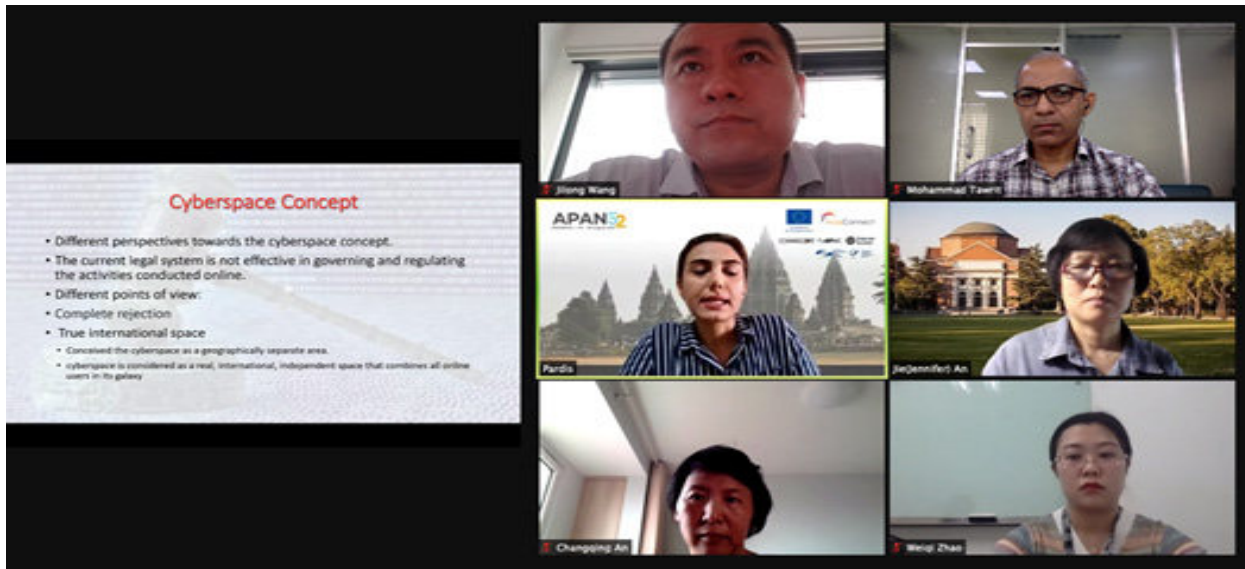 Cyberspace Concept
• Different perspectives towards the cyberspace concept.
• The current legal system is not effective in governing and regulating
the activities conducted online.
• Different points of view:
• Complete rejection
• True international space
• Conceived the cyberspace as a geographically separate area.
• cyberspace is considered as a real, international, independent space that combines all online
users in its galaxy
Jilong Wang
Mohammad Tawrit
APAN52
Pardis
Jie(Jennifer) An
Changqing An
Weiqi Zhao